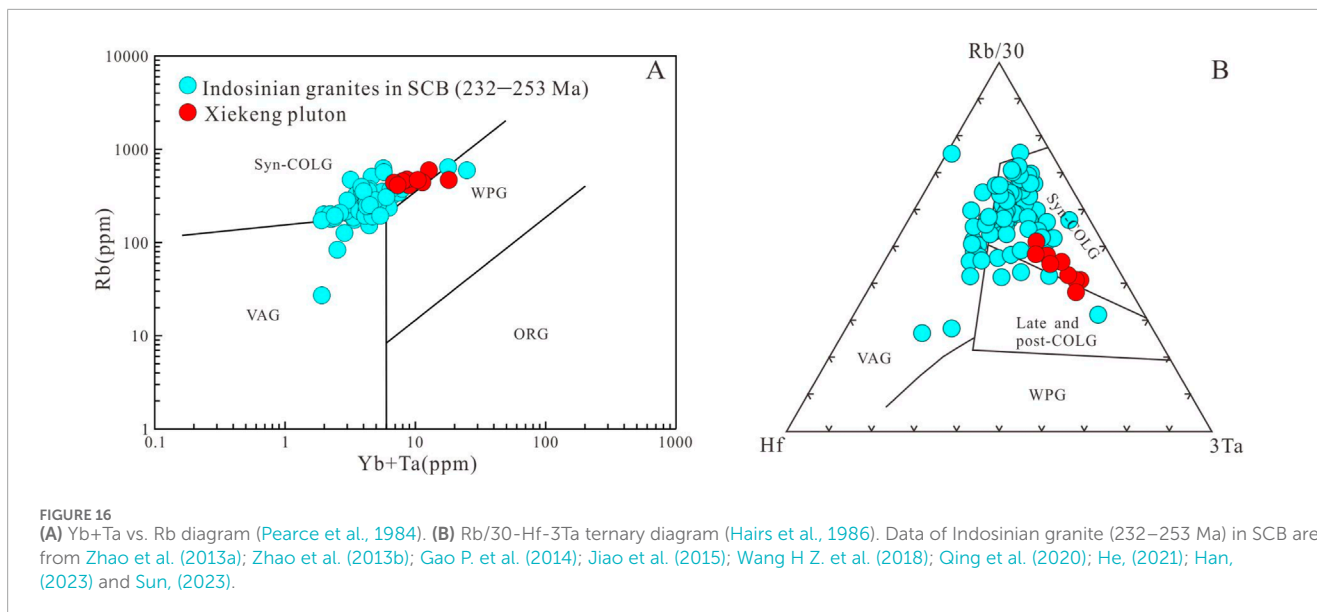 A
10000
1000
100
10
1
Rb(ppm)
Indosinian granites in SCB (232—253 Ma)
Xiekeng pluton
Syn-COLG
WPG
VAG
ORG
0.1
1
10
100
1000
Yb+Ta(ppm)
Rb/30
B
Syn-COLG
Late and
post-COLG
VAG
WPG
Hf
3Ta
FIGURE 16
(A) Yb+Ta vs. Rb diagram (Pearce et al., 1984). (B) Rb/30-Hf-3Ta ternary diagram (Hairs et al., 1986). Data of Indosinian granite (232–253 Ma) in SCB are
from Zhao et al. (2013a); Zhao et al. (2013b); Gao P. et al. (2014); Jiao et al. (2015); Wang H Z. et al. (2018); Qing et al. (2020); He, (2021); Han,
(2023) and Sun, (2023).